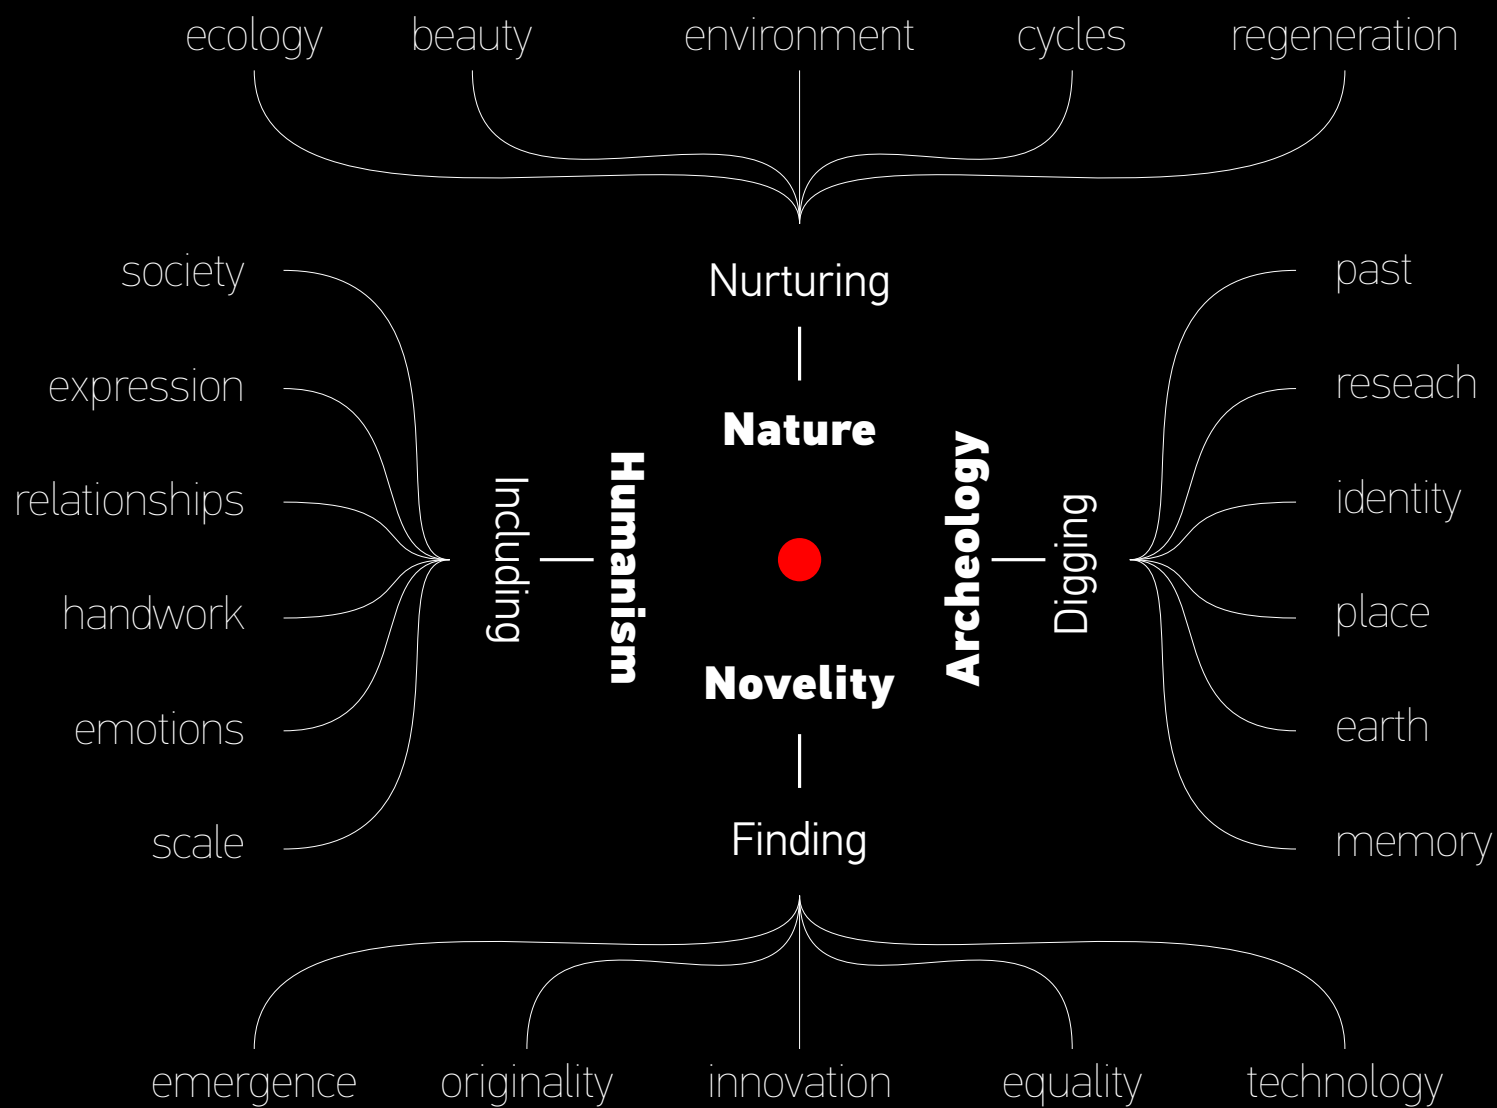 ecology
beauty
environment
cycles
regeneration
Nurturing
Nature
society
expression
relationships
handwork
emotions
scale
Including
Humanism
Archeology
Digging
past
reseach
identity
place
earth
memory
Novelity
Finding
emergence
originality
innovation
equality
technology